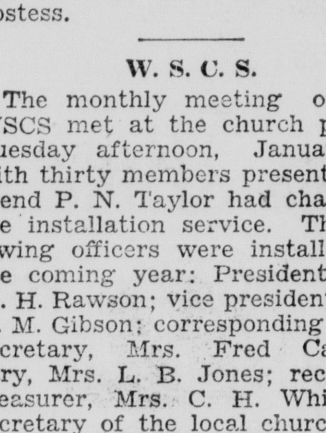 ostess.
W. S. C. S.
The monthly meeting o
SCS met at the church p
uesday afternoon, Janua
ith thirty members present
end P. N. Taylor had cha
e installation service. Th
wing officers were install
e coming year: President
. H. Rawson; vice presiden
. M. Gibson; corresponding
cretary, Mrs. Fred Ca
ry, Mrs. L. B. Jones; rec
easurer, Mrs. C. H. Whi
cretary of the local churc